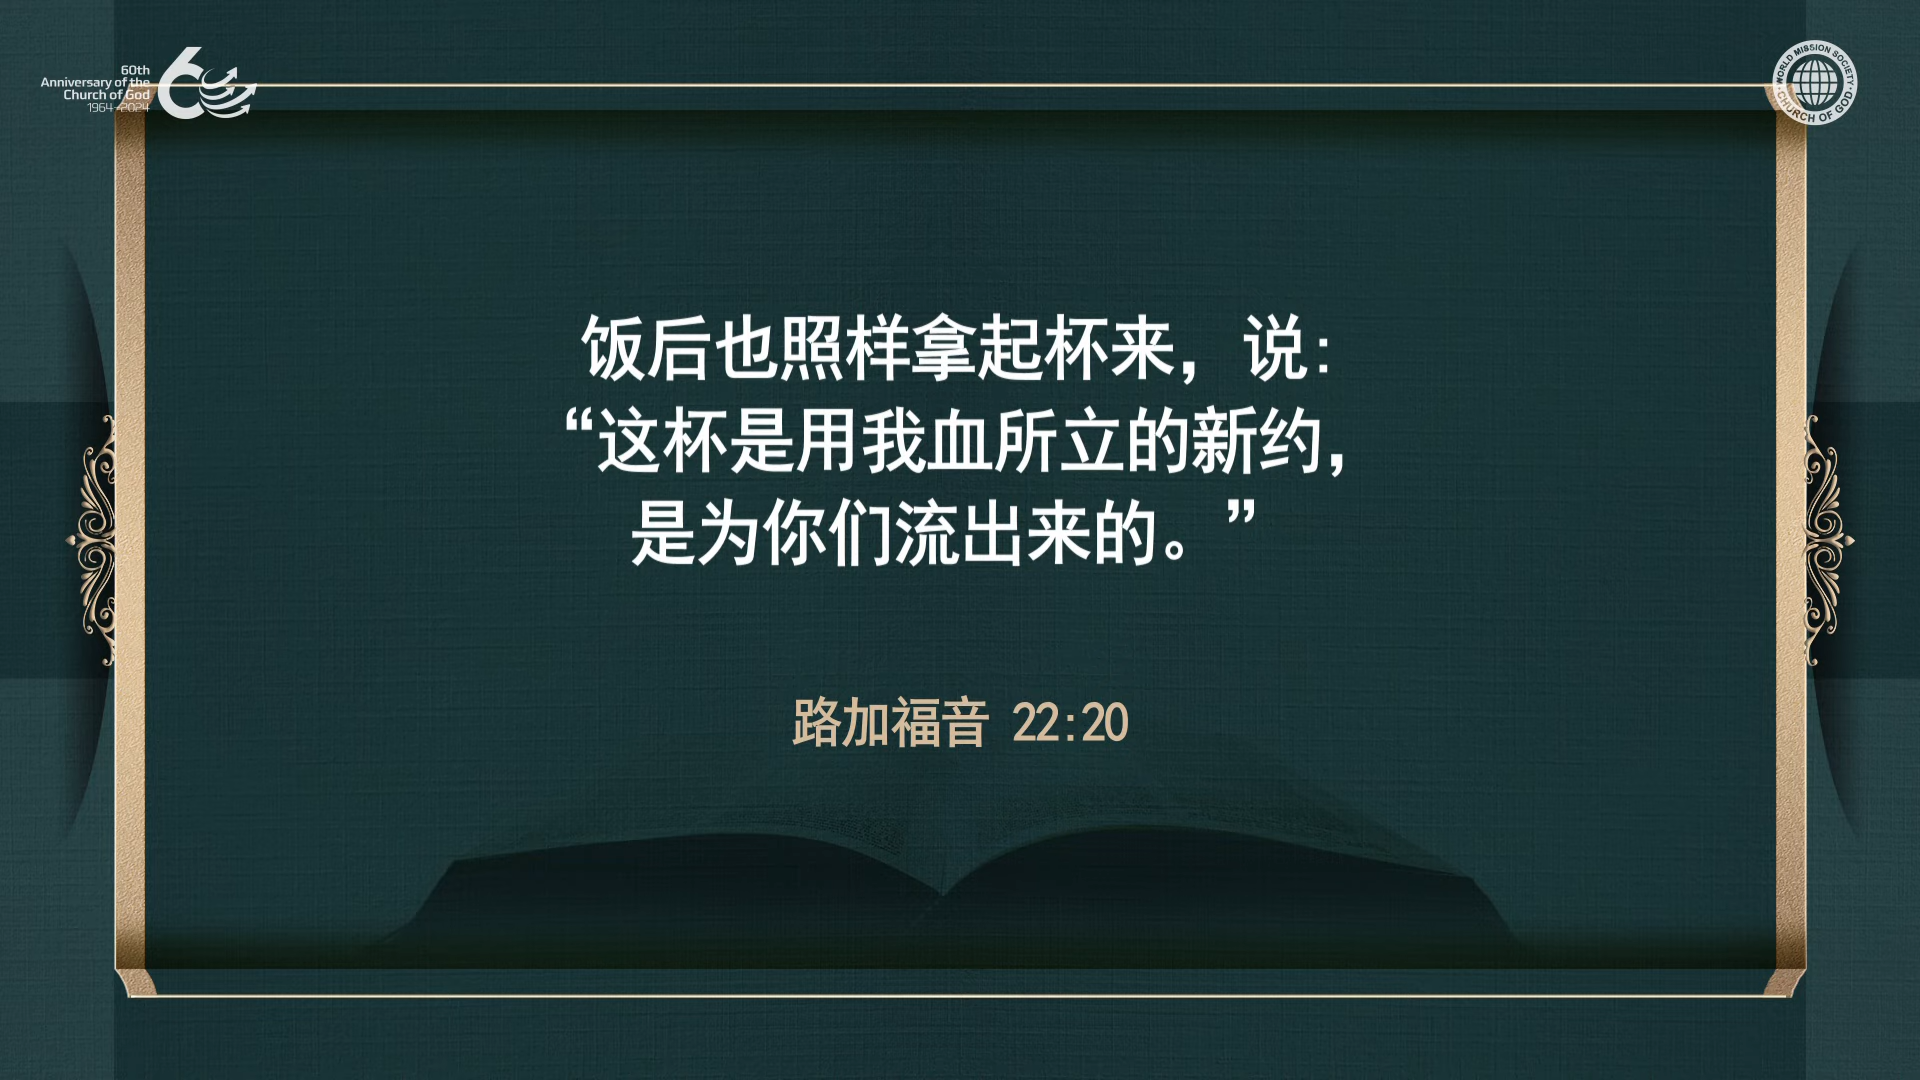 60th
Anniversary of the
Church of God
1964-2024
60
WORLD MISSION SOCIETY
CHURCH OF GOD
饭后也照样拿起杯来，说：
“这杯是用我血所立的新约，
是为你们流出来的。”
路加福音 22:20